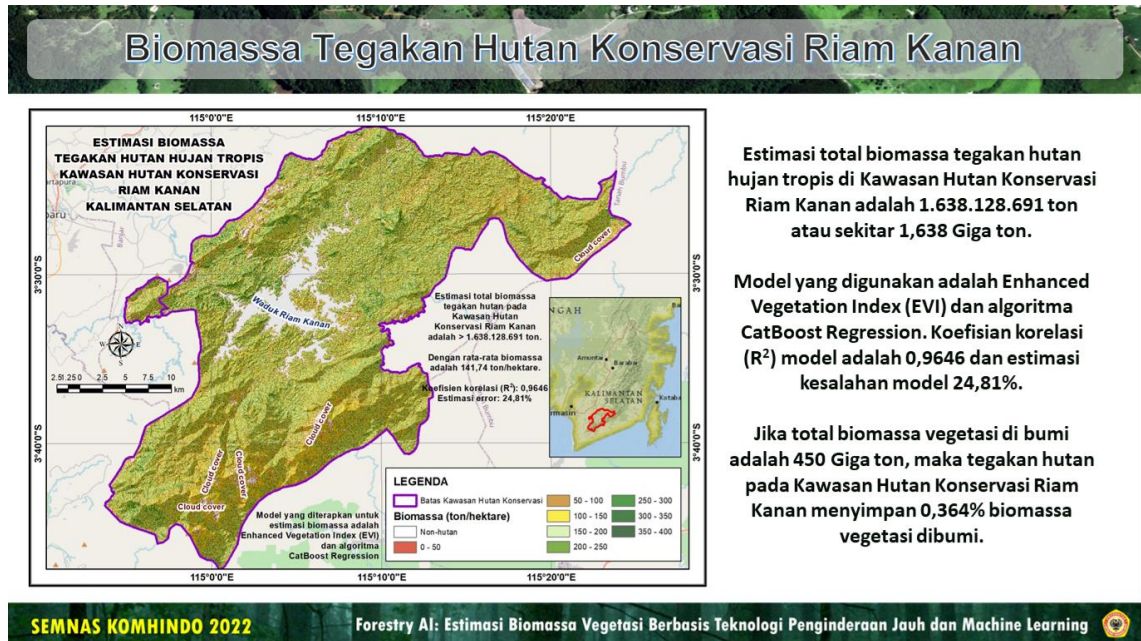 Biomassa Tegakan Hutan Konservasi Riam Kanan
115°0'0"E
115°10'0"E
115°20'0"E
ESTIMASI BIOMASSA
TEGAKAN HUTAN HUJAN TROPIS
KAWASAN HUTAN KONSERVASI
RIAM KANAN
KALIMANTAN SELATAN
Tanah Bumbu
Banjar
baru
Cloud cover
3°30'0"S
3°30'0"S
Waduk Riam Kanan
Estimasi total biomassa
tegakan hutan pada
Kawasan Hutan
Konservasi Riam Kanan
adalah > 1.638.128.691 ton.
Dengan rata-rata biomassa
adalah 141,74 ton/hektare.
Koefisien korelasi (R²): 0,9646
Estimasi error: 24,81%
N
W E
S
2.51.25 0 2.5 5 7.5 10
km
NGAH
Amuntai
Barabai
KALIMANTAN
SELATAN
rmasin
Kotaba
Tanah Bumbu
3°40'0"S
3°40'0"S
Cloud cover
Cloud cover
Cloud cover
Cloud cover
Model yang diterapkan untuk
estimasi biomassa adalah
Enhanced Vegetation Index (EVI)
dan algoritma
CatBoost Regression
LEGENDA
Batas Kawasan Hutan Konservasi
Biomassa (ton/hektare)
Non-hutan
0 - 50
50 - 100
100 - 150
150 - 200
200 - 250
250 - 300
300 - 350
350 - 400
115°0'0"E
115°10'0"E
115°20'0"E
Estimasi total biomassa tegakan hutan
hujan tropis di Kawasan Hutan Konservasi
Riam Kanan adalah 1.638.128.691 ton
atau sekitar 1,638 Giga ton.
Model yang digunakan adalah Enhanced
Vegetation Index (EVI) dan algoritma
CatBoost Regression. Koefisian korelasi
(R²) model adalah 0,9646 dan estimasi
kesalahan model 24,81%.
Jika total biomassa vegetasi di bumi
adalah 450 Giga ton, maka tegakan hutan
pada Kawasan Hutan Konservasi Riam
Kanan menyimpan 0,364% biomassa
vegetasi dibumi.
SEMNAS KOMHINDO 2022
Forestry AI: Estimasi Biomassa Vegetasi Berbasis Teknologi Penginderaan Jauh dan Machine Learning